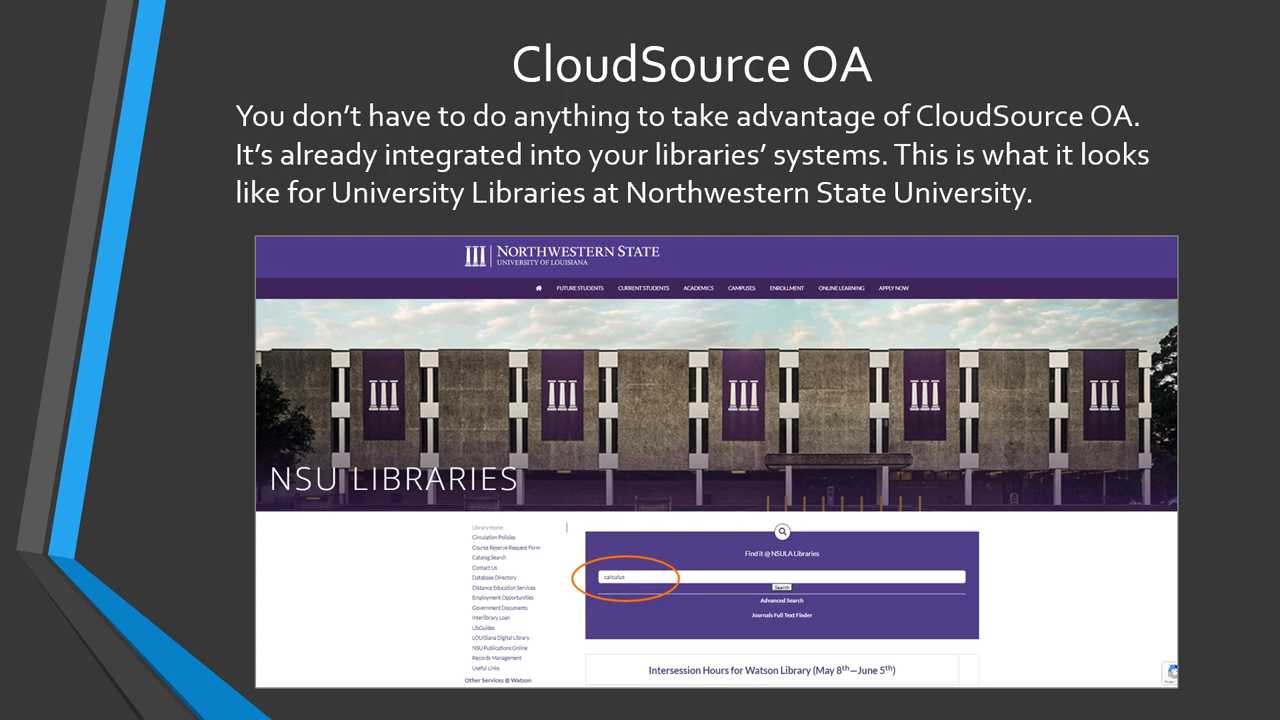 CloudSource OA
You don't have to do anything to take advantage of CloudSource OA.
It's already integrated into your libraries' systems. This is what it looks
like for University Libraries at Northwestern State University.
NORTHWESTERN STATE
UNIVERSITY OF LOUISIANA
FUTURE STUDENTS CURRENT STUDENTS ACADEMICS CAMPUSES ENROLLMENT ONLINE LEARNING APPLY NOW
NSU LIBRARIES
Library Home
Circulation Policies
Course Reserve Request Form
Catalog Search
Contact Us
Database Directory
Distance Education Services
Employment Opportunities
Government Documents
Interlibrary Loan
LibGuides
LOUISiana Digital Library
NSU Publications Online
Records Management
Useful Links
Other Services @ Watson
Find it @ NSULA Libraries
calculus
Search
Advanced Search
Journals Full Text Finder
Intersession Hours for Watson Library (May 8th—June 5th)